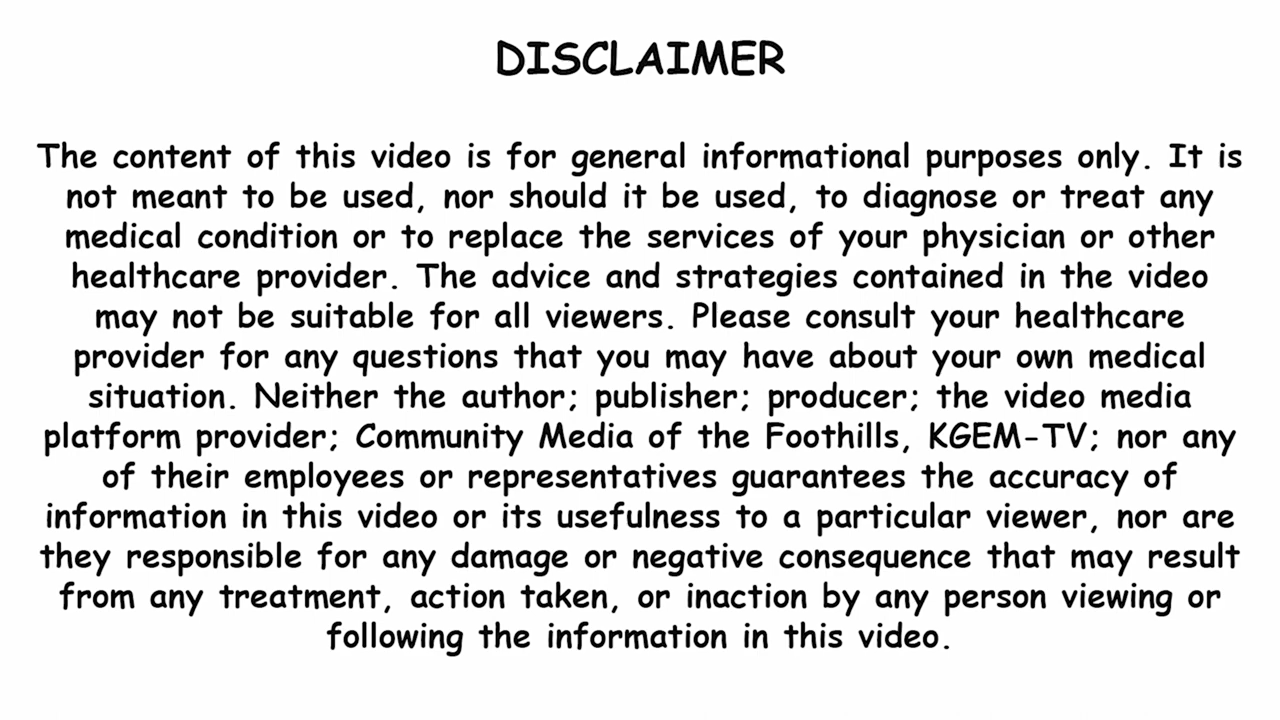 DISCLAIMER
The content of this video is for general informational purposes only. It is
not meant to be used, nor should it be used, to diagnose or treat any
medical condition or to replace the services of your physician or other
healthcare provider. The advice and strategies contained in the video
may not be suitable for all viewers. Please consult your healthcare
provider for any questions that you may have about your own medical
situation. Neither the author; publisher; producer; the video media
platform provider; Community Media of the Foothills, KGEM-TV; nor any
of their employees or representatives guarantees the accuracy of
information in this video or its usefulness to a particular viewer, nor are
they responsible for any damage or negative consequence that may result
from any treatment, action taken, or inaction by any person viewing or
following the information in this video.